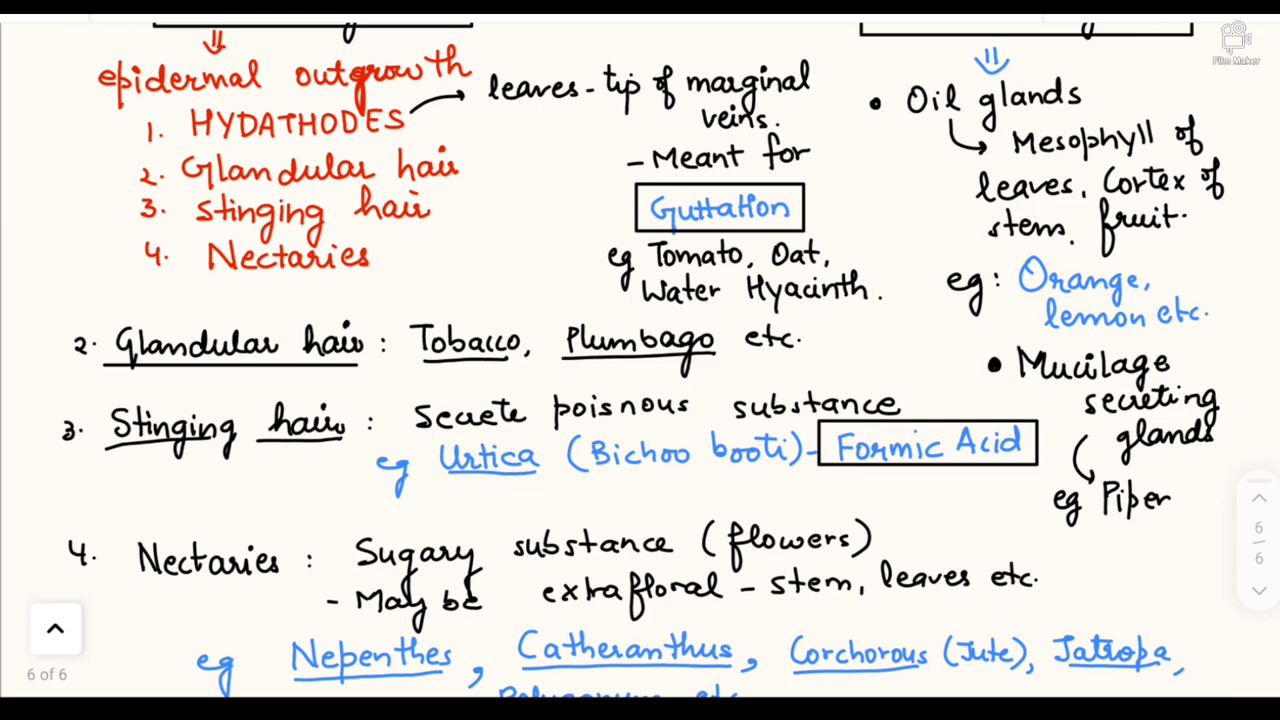 epidermal outgrowth
1. HYDATHODES
2. Glandular hair
3. Stinging hair
4. Nectaries
leaves - tip of marginal
veins.
- Meant for
Guttation
eg Tomato, Oat,
Water Hyacinth.
• Oil glands
Mesophyll of
leaves, Cortex of
stem, fruit.
eg: Orange,
lemon etc.
• Mucilage
secreting
glands
eg Piper
2. Glandular hair : Tobacco, Plumbago etc.
3. Stinging hair : Secrete poisnous substance
eg Urtica (Bichoo booti) - Formic Acid
4. Nectaries : Sugary substance (flowers)
- May be extrafloral - stem, leaves etc.
eg Nepenthes, Catheranthus, Corchorous (Jute), Jatropa,
6
6
6 of 6
Film Maker